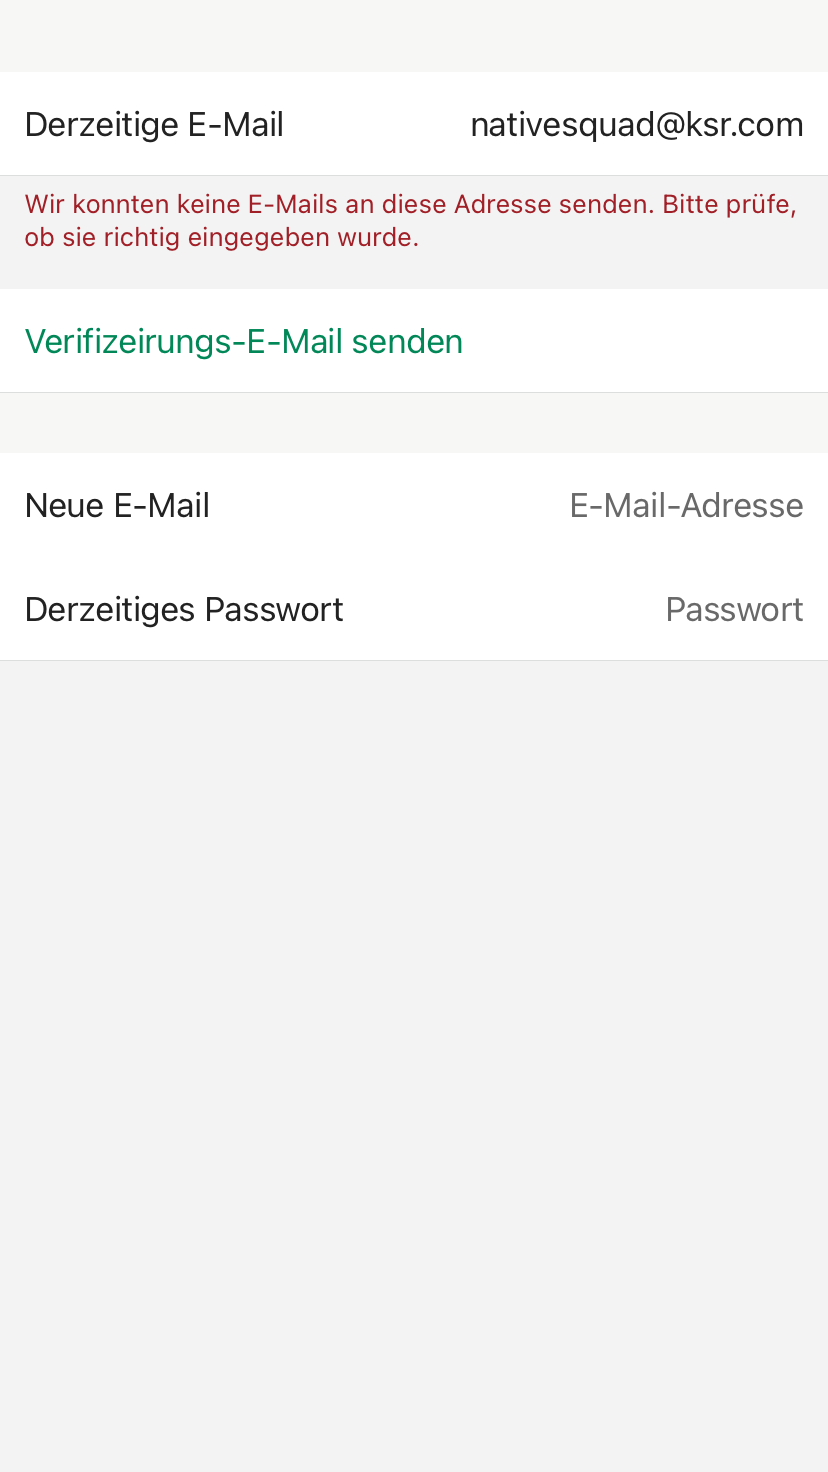 Derzeitige E-Mail nativesquad@ksr.com
Wir konnten keine E-Mails an diese Adresse senden. Bitte prüfe,
ob sie richtig eingegeben wurde.
Verifizeirungs-E-Mail senden
Neue E-Mail E-Mail-Adresse
Derzeitiges Passwort Passwort